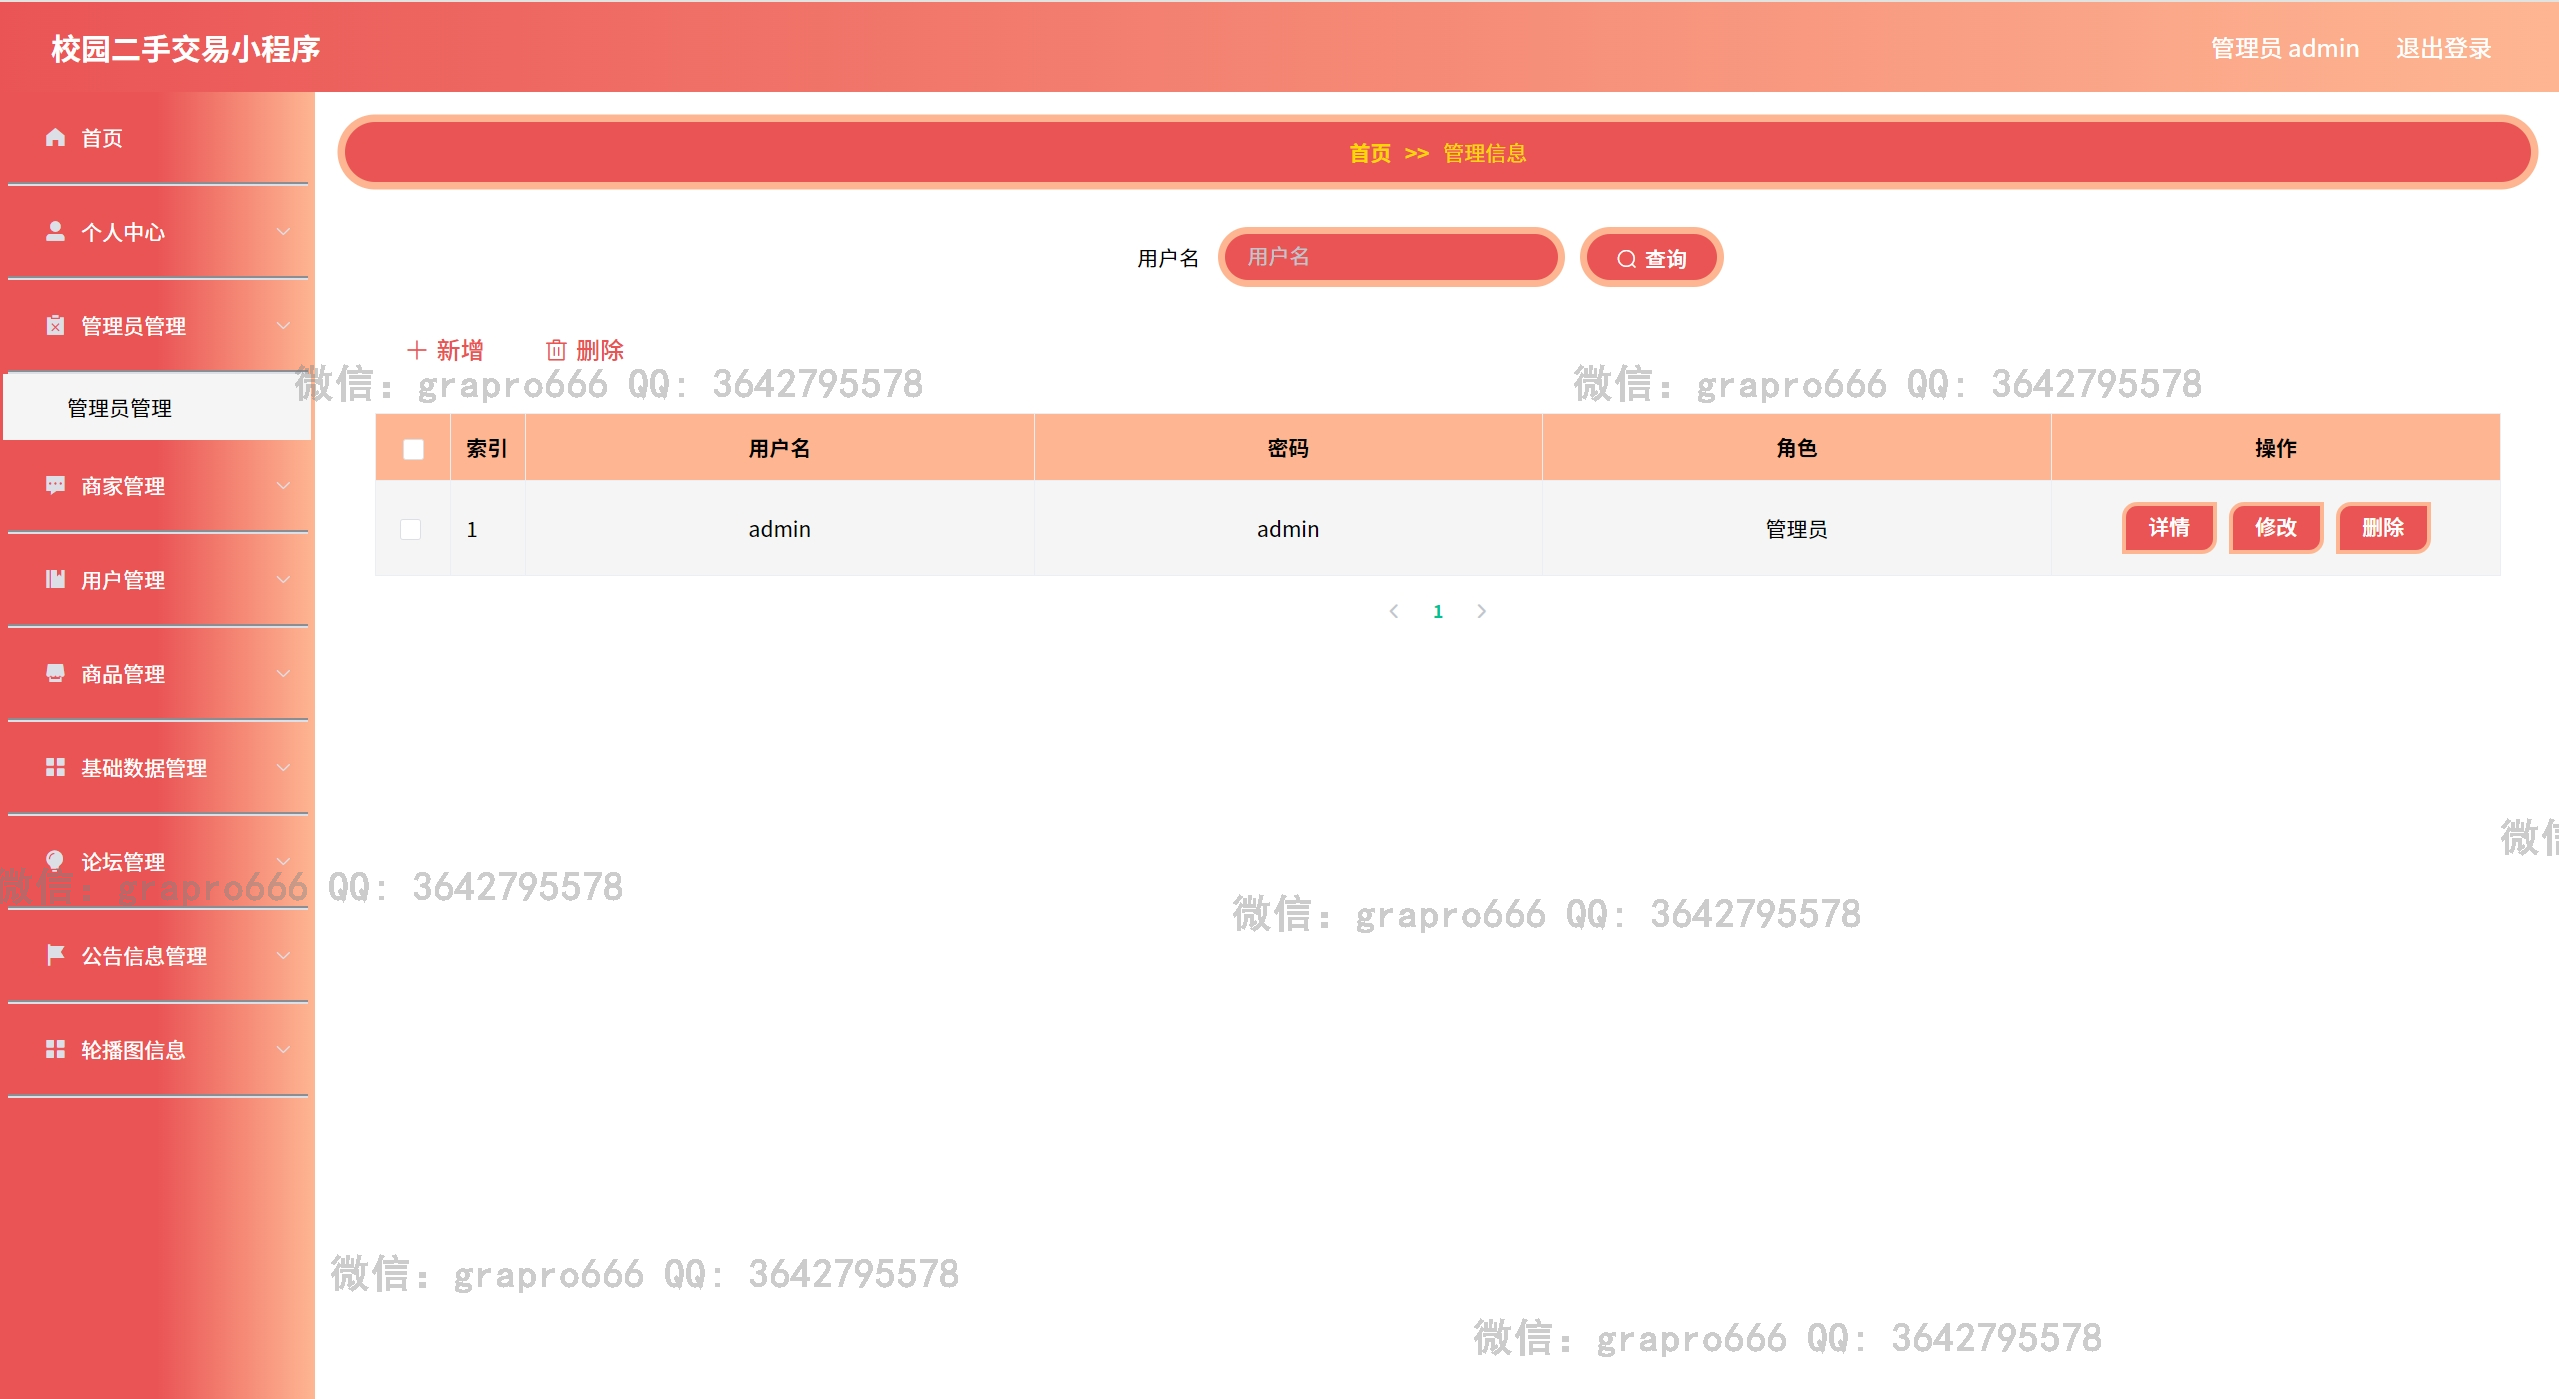 校园二手交易小程序
管理员 admin 退出登录
首页
个人中心
管理员管理
管理员管理
商家管理
用户管理
商品管理
基础数据管理
论坛管理
公告信息管理
轮播图信息
首页 >> 管理信息
用户名 用户名 查询
新增 删除
微信: grapro666 QQ: 3642795578
微信: grapro666 QQ: 3642795578
索引 用户名 密码 角色 操作
1 admin admin 管理员 详情 修改 删除
1
微信
微信: grapro666 QQ: 3642795578
微信: grapro666 QQ: 3642795578
微信: grapro666 QQ: 3642795578
微信: grapro666 QQ: 3642795578